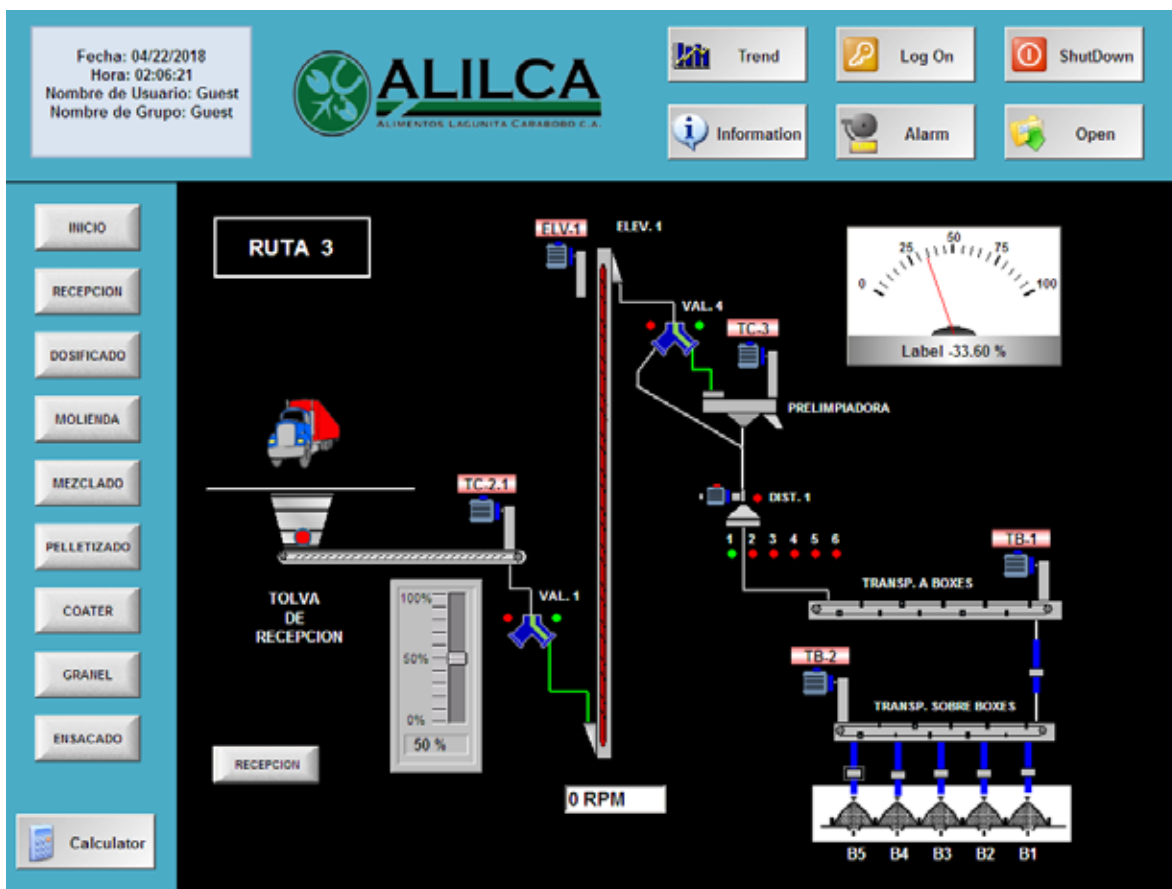 Fecha: 04/22/2018
Hora: 02:06:21
Nombre de Usuario: Guest
Nombre de Grupo: Guest
ALILCA
ALIMENTOS LAGUNITA CARABOBO C.A.
Trend
Log On
ShutDown
Information
Alarm
Open
INICIO
RECEPCION
DOSIFICADO
MOLIENDA
MEZCLADO
PELLETIZADO
COATER
GRANEL
ENSACADO
Calculator
RUTA 3
ELV-1
ELEV. 1
VAL. 4
TC-3
PRELIMPIADORA
0 25 50 75 100
Label -33.60 %
TC-2.1
DIST. 1
1 2 3 4 5 6
TB-1
TRANSP. A BOXES
TOLVA
DE
RECEPCION
100%
50%
0%
50 %
VAL. 1
TB-2
TRANSP. SOBRE BOXES
RECEPCION
0 RPM
B5 B4 B3 B2 B1